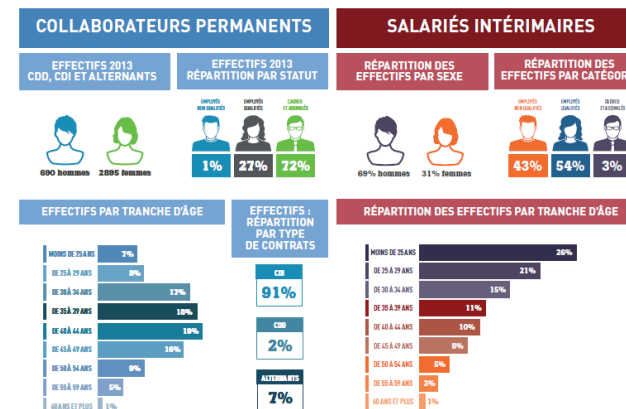 COLLABORATEURS PERMANENTS
EFFECTIFS 2013
CDD, CDI ET ALTERNANTS
690 hommes
2895 femmes
EFFECTIFS 2013
RÉPARTITION PAR STATUT
EMPLOYÉS
NON QUALIFIÉS
EMPLOYÉS
QUALIFIÉS
CADRES
ET ASSIMILÉS
1%
27%
72%
EFFECTIFS PAR TRANCHE D'ÂGE
MOINS DE 25 ANS 7%
DE 25 À 29 ANS
DE 30 À 34 ANS
DE 35 À 39 ANS
DE 40 À 44 ANS
DE 45 À 49 ANS
DE 50 À 54 ANS
DE 55 À 59 ANS
60 ANS ET PLUS 1%
EFFECTIFS :
RÉPARTITION
PAR TYPE
DE CONTRATS
CDI
91%
CDD
2%
ALTERNANTS
7%
SALARIÉS INTÉRIMAIRES
RÉPARTITION DES
EFFECTIFS PAR SEXE
69% hommes
31% femmes
RÉPARTITION DES
EFFECTIFS PAR CATÉGOR
EMPLOYÉS
NON QUALIFIÉS
EMPLOYÉS
QUALIFIÉS
CADRES
ET ASSIMILÉS
43%
54%
3%
RÉPARTITION DES EFFECTIFS PAR TRANCHE D'ÂGE
MOINS DE 25 ANS 26%
DE 25 À 29 ANS 21%
DE 30 À 34 ANS 15%
DE 35 À 39 ANS 11%
DE 40 À 44 ANS 10%
DE 45 À 49 ANS 8%
DE 50 À 54 ANS
DE 55 À 59 ANS 3%
60 ANS ET PLUS 1%